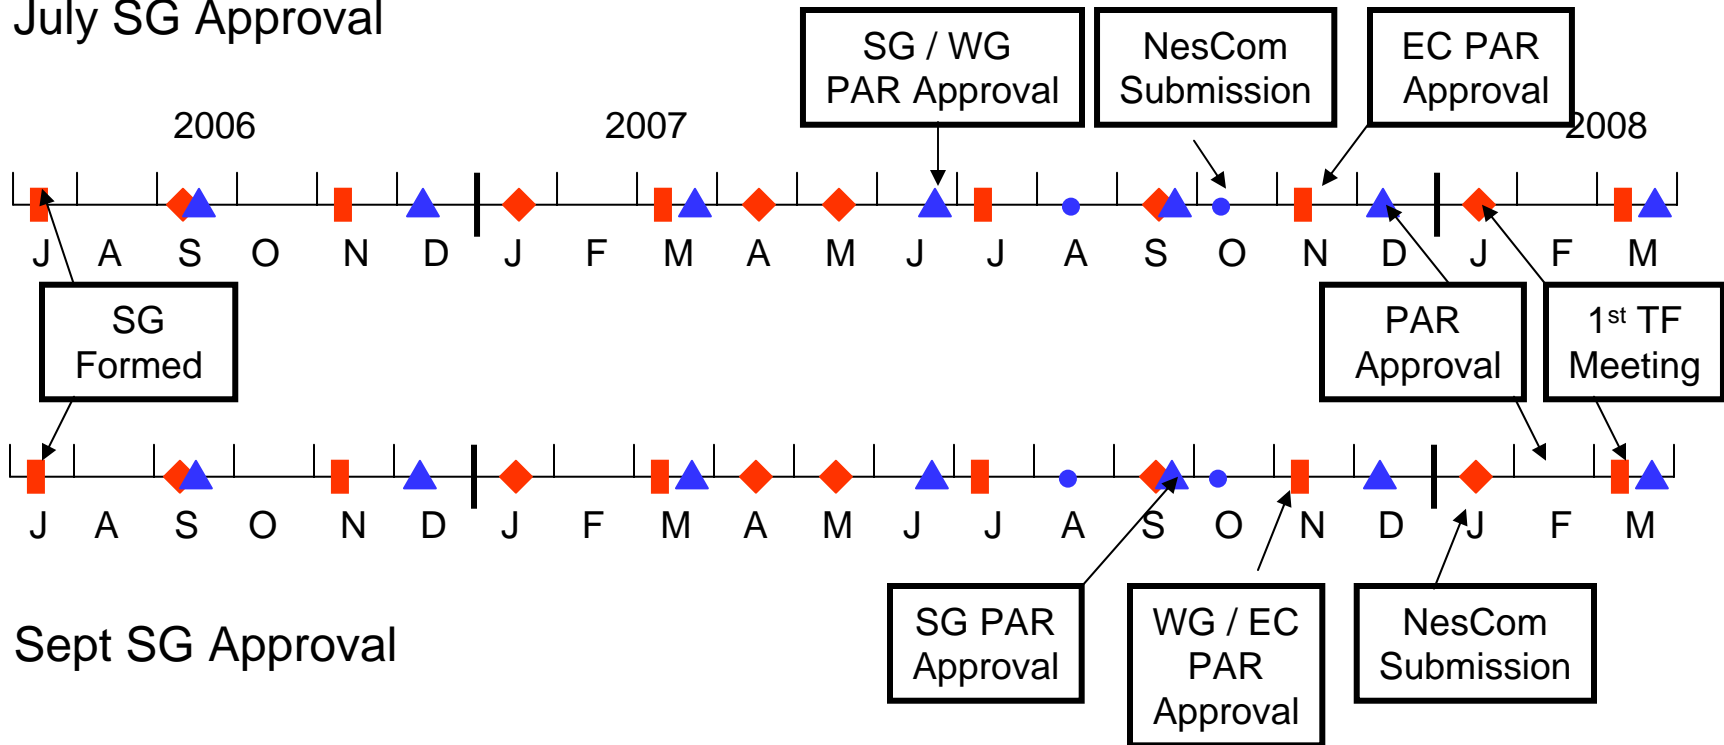 July SG Approval
SG / WG
PAR Approval
NesCom
Submission
EC PAR
Approval
2006
2007
2008
J A S O N D J F M A M J J A S O N D J F M
SG
Formed
PAR
Approval
1st TF
Meeting
J A S O N D J F M A M J J A S O N D J F M
SG PAR
Approval
WG / EC
PAR
Approval
NesCom
Submission
Sept SG Approval